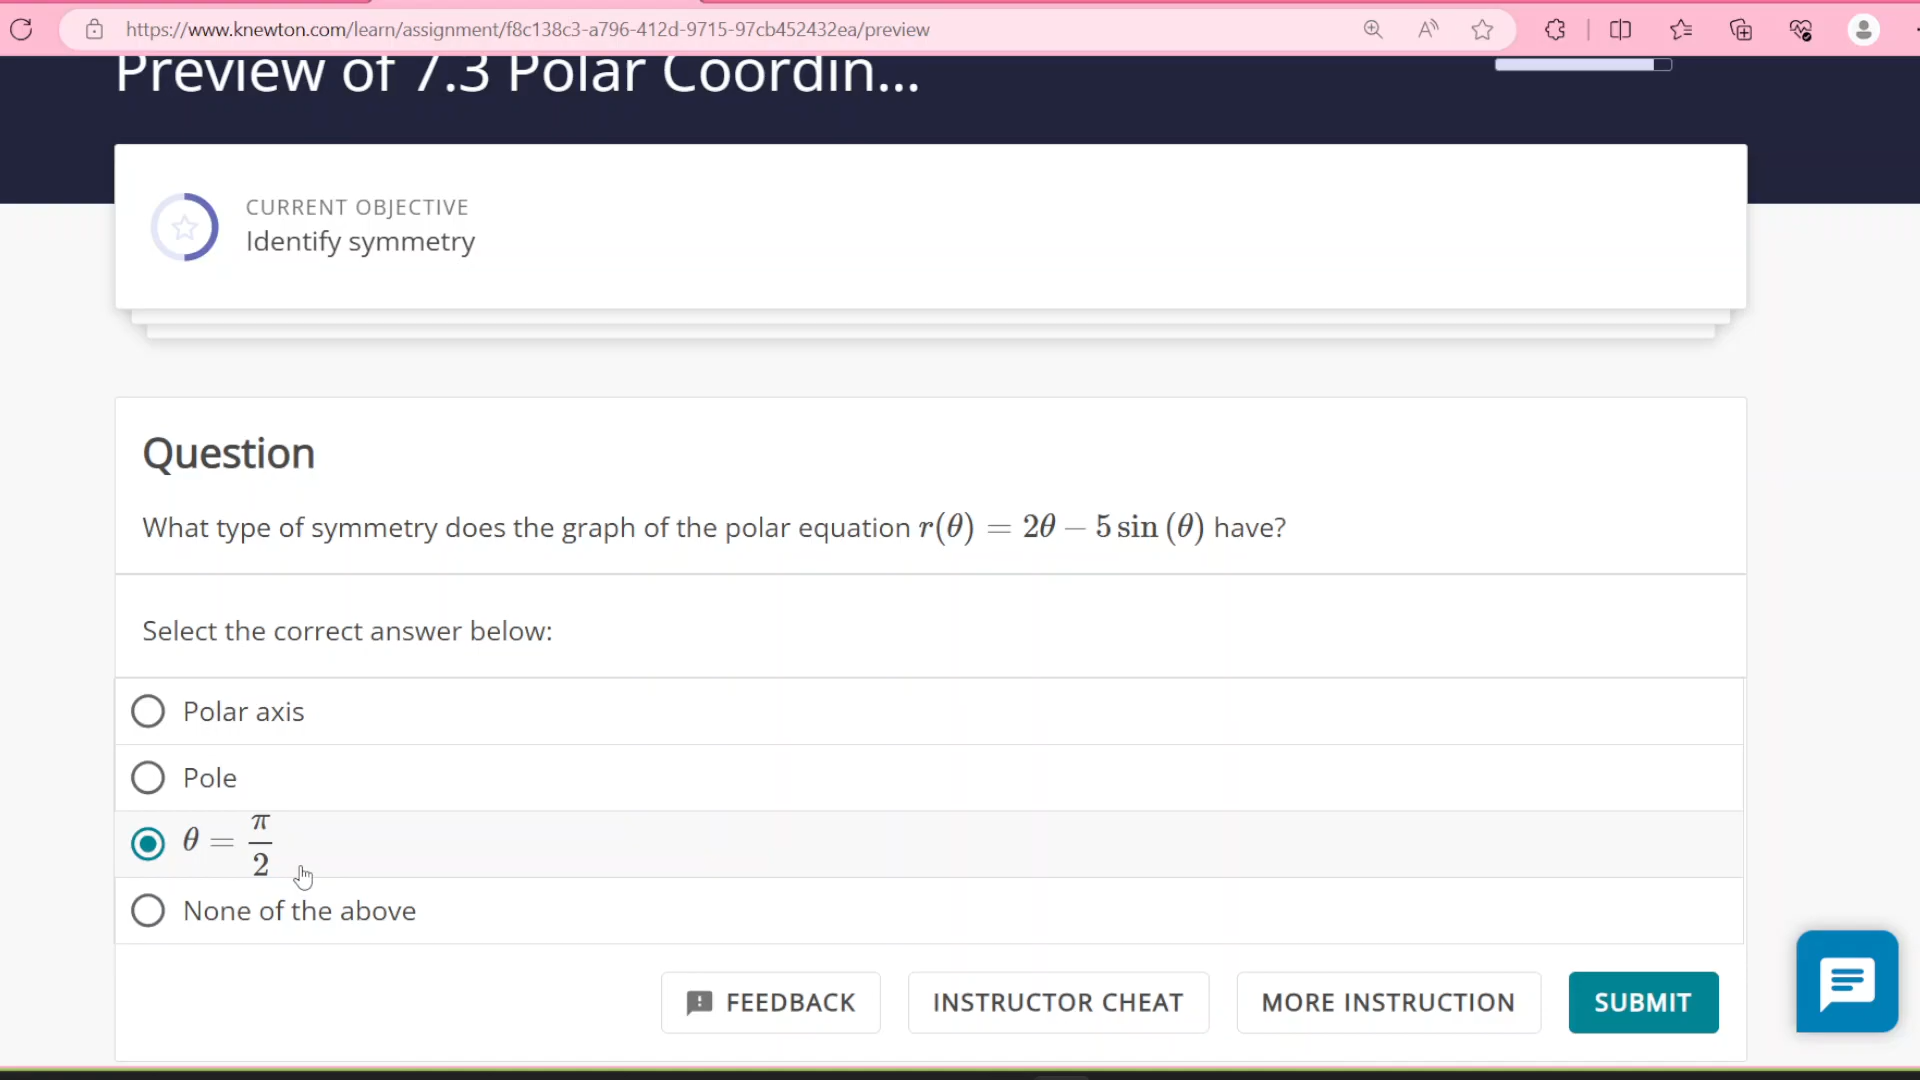 https://www.knewton.com/learn/assignment/f8c138c3-a796-412d-9715-97cb452432ea/preview
Preview of 7.3 Polar Coordin...
CURRENT OBJECTIVE
Identify symmetry
Question
What type of symmetry does the graph of the polar equation r(θ) = 2θ − 5 sin (θ) have?
Select the correct answer below:
Polar axis
Pole
θ = π/2
None of the above
FEEDBACK
INSTRUCTOR CHEAT
MORE INSTRUCTION
SUBMIT